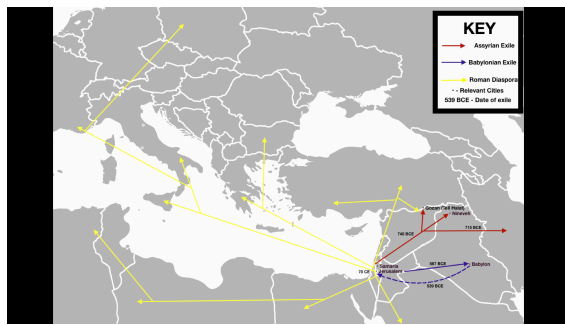 KEY
Assyrian Exile
Babylonian Exile
Roman Diaspora
- Relevant Cities
539 BCE - Date of exile
Gozan (Tell Halaf)
- Nineveh
740 BCE
715 BCE
Samaria
Jerusalem
70 CE
587 BCE
Babylon
539 BCE